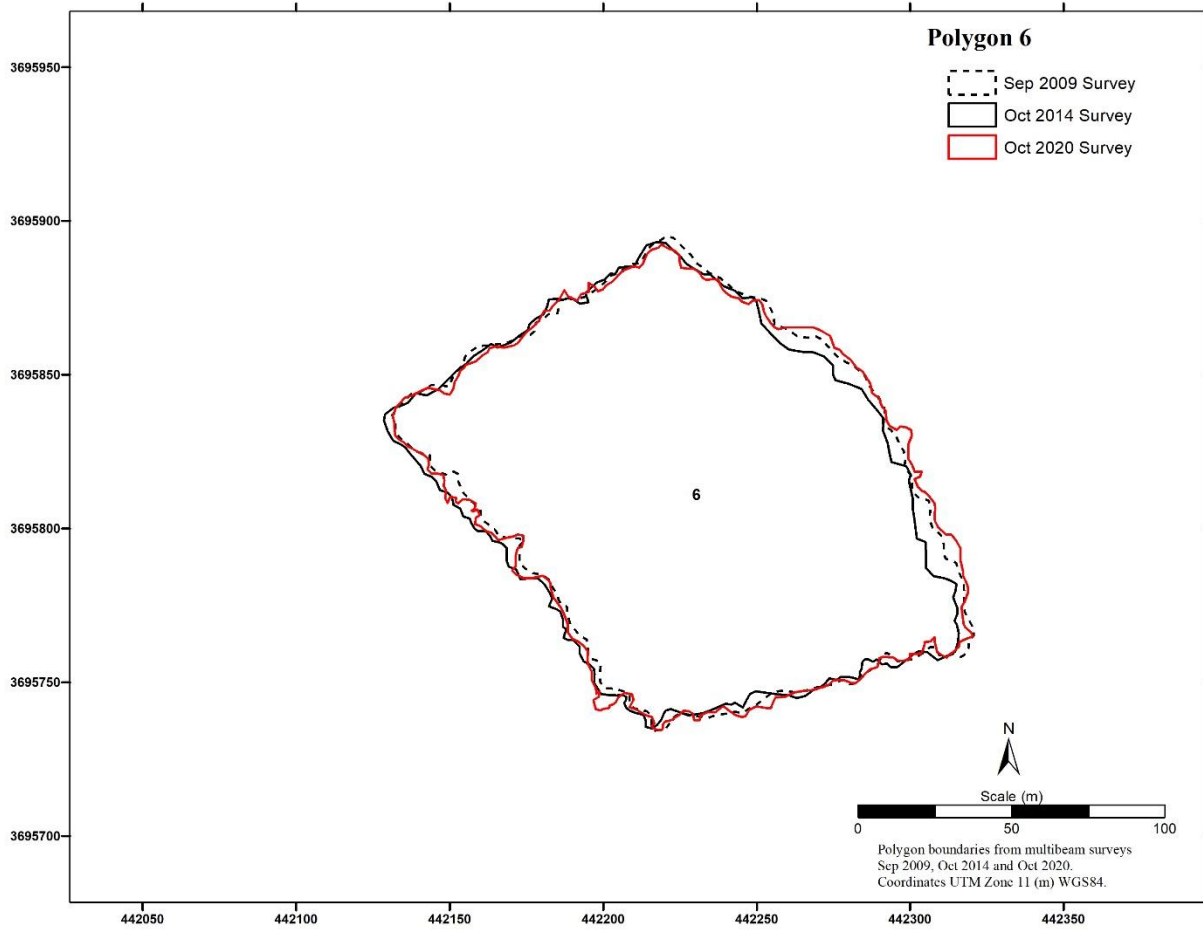 Polygon 6
Sep 2009 Survey
Oct 2014 Survey
Oct 2020 Survey
3695950
3695900
3695850
3695800
3695750
3695700
6
N
Scale (m)
0 50 100
Polygon boundaries from multibeam surveys
Sep 2009, Oct 2014 and Oct 2020.
Coordinates UTM Zone 11 (m) WGS84.
442050 442100 442150 442200 442250 442300 442350